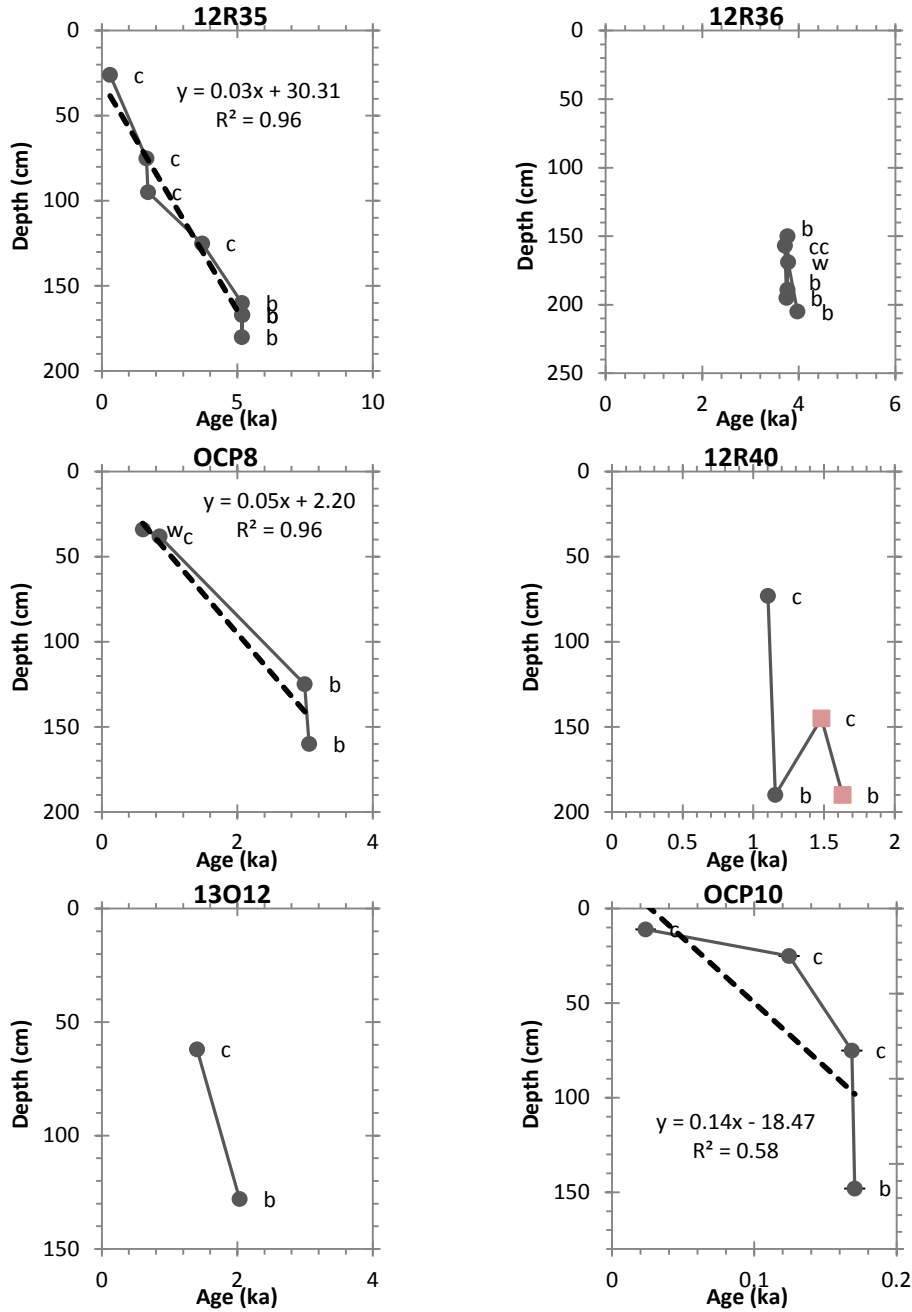 12R35
0
50
100
150
200
Depth (cm)
y = 0.03x + 30.31
R² = 0.96
c
c
c
c
b
b
b
b
0
5
10
Age (ka)
12R36
0
50
100
150
200
250
Depth (cm)
b
cc
w
b
b
b
0
2
4
6
Age (ka)
OCP8
0
50
100
150
200
Depth (cm)
y = 0.05x + 2.20
R² = 0.96
w
c
b
b
0
2
4
Age (ka)
12R40
0
50
100
150
200
Depth (cm)
c
c
b
b
0
0.5
1
1.5
2
Age (ka)
13O12
0
50
100
150
Depth (cm)
c
b
0
2
4
Age (ka)
OCP10
0
50
100
150
Depth (cm)
c
c
c
y = 0.14x - 18.47
R² = 0.58
b
0
0.1
0.2
Age (ka)